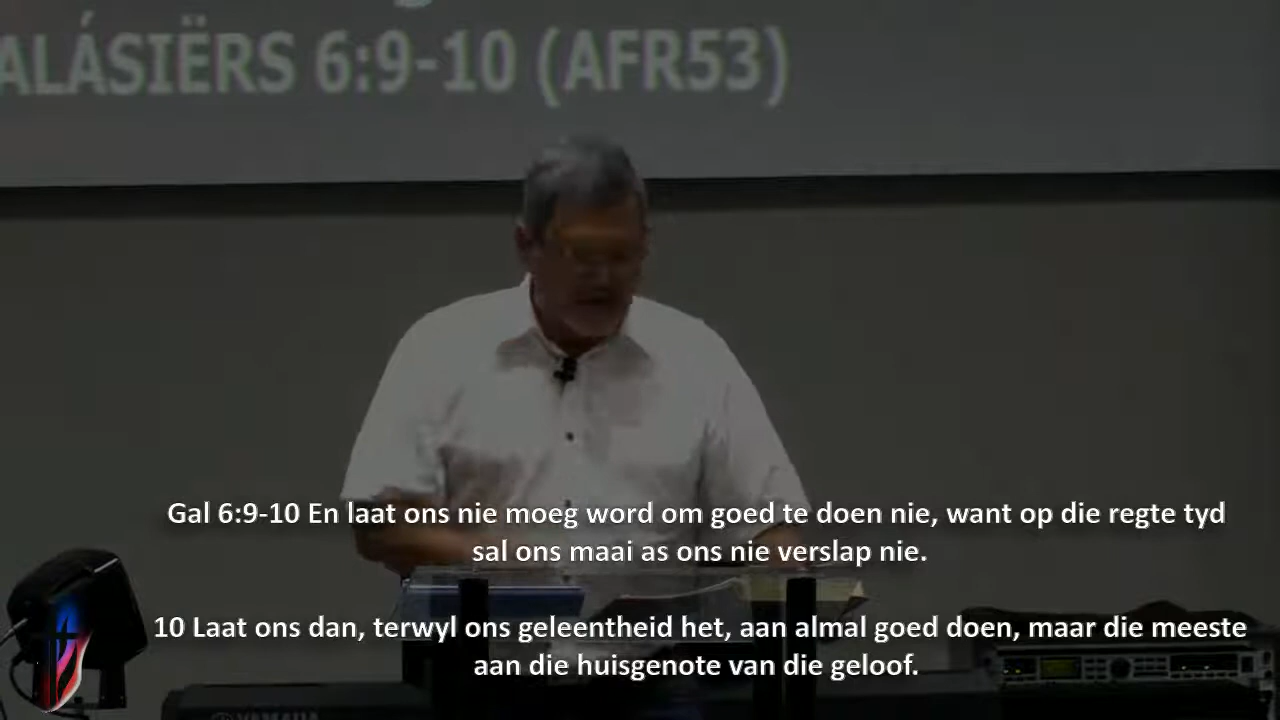 ALÁSIËRS 6:9-10 (AFR53)
Gal 6:9-10 En laat ons nie moeg word om goed te doen nie, want op die regte tyd
sal ons maai as ons nie verslap nie.
10 Laat ons dan, terwyl ons geleentheid het, aan almal goed doen, maar die meeste
aan die huisgenote van die geloof.
YAMAHA